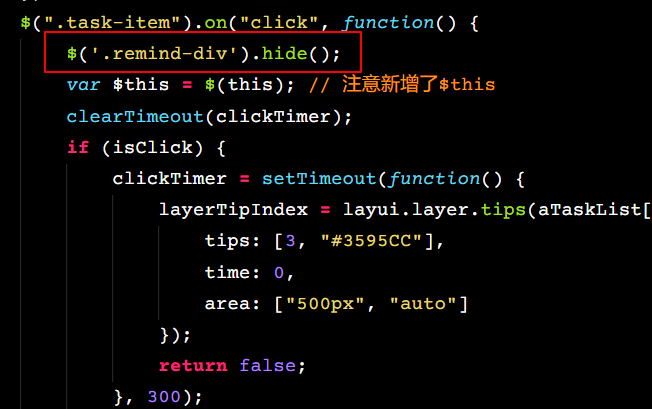 $(".task-item").on("click", function() {
$('.remind-div').hide();
var $this = $(this); // 注意新增了$this
clearTimeout(clickTimer);
if (isClick) {
clickTimer = setTimeout(function() {
layerTipIndex = layui.layer.tips(aTaskList[
tips: [3, "#3595CC"],
time: 0,
area: ["500px", "auto"]
});
return false;
}, 300);